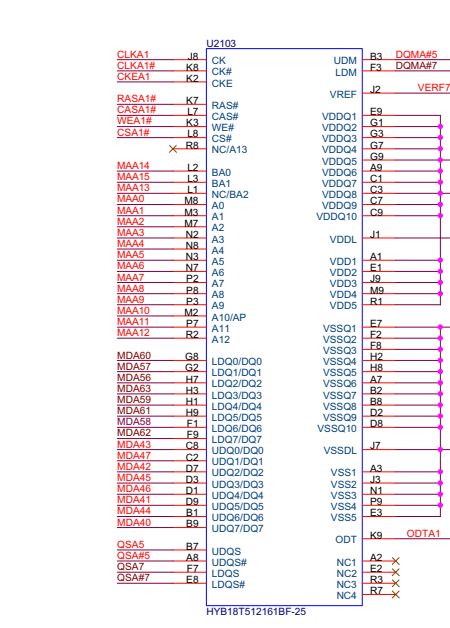 U2103
CLKA1 J8 CK UDM B3 DQMA#5
CLKA1# K8 CK# LDM F3 DQMA#7
CKEA1 K2 CKE
VREF J2 VERF7
RASA1# K7 RAS#
CASA1# L7 CAS# VDDQ1 E9
WEA1# K3 WE# VDDQ2 G1
CSA1# L8 CS# VDDQ3 G3
R8 NC/A13 VDDQ4 G7
VDDQ5 G9
MAA14 L2 BA0 VDDQ6 A9
MAA15 L3 BA1 VDDQ7 C1
MAA13 L1 NC/BA2 VDDQ8 C3
MAA0 M8 A0 VDDQ9 C7
MAA1 M3 A1 VDDQ10 C9
MAA2 M7 A2
MAA3 N2 A3 VDDL J1
MAA4 N8 A4
MAA5 N3 A5 VDD1 A1
MAA6 N7 A6 VDD2 E1
MAA7 P2 A7 VDD3 J9
MAA8 P8 A8 VDD4 M9
MAA9 P3 A9 VDD5 R1
MAA10 M2 A10/AP
MAA11 P7 A11 VSSQ1 E7
MAA12 R2 A12 VSSQ2 F2
VSSQ3 F8
MDA60 G8 LDQ0/DQ0 VSSQ4 H2
MDA57 G2 LDQ1/DQ1 VSSQ5 H8
MDA56 H7 LDQ2/DQ2 VSSQ6 A7
MDA63 H3 LDQ3/DQ3 VSSQ7 B2
MDA59 H1 LDQ4/DQ4 VSSQ8 B8
MDA61 H9 LDQ5/DQ5 VSSQ9 D2
MDA58 F1 LDQ6/DQ6 VSSQ10 D8
MDA62 F9 LDQ7/DQ7
MDA43 C8 UDQ0/DQ0 VSSDL J7
MDA47 C2 UDQ1/DQ1
MDA42 D7 UDQ2/DQ2 VSS1 A3
MDA45 D3 UDQ3/DQ3 VSS2 J3
MDA46 D1 UDQ4/DQ4 VSS3 N1
MDA41 D9 UDQ5/DQ5 VSS4 P9
MDA44 B1 UDQ6/DQ6 VSS5 E3
MDA40 B9 UDQ7/DQ7
ODT K9 ODTA1
QSA5 B7 UDQS
QSA#5 A8 UDQS# NC1 A2
QSA7 F7 LDQS NC2 E2
QSA#7 E8 LDQS# NC3 R3
NC4 R7
HYB18T512161BF-25